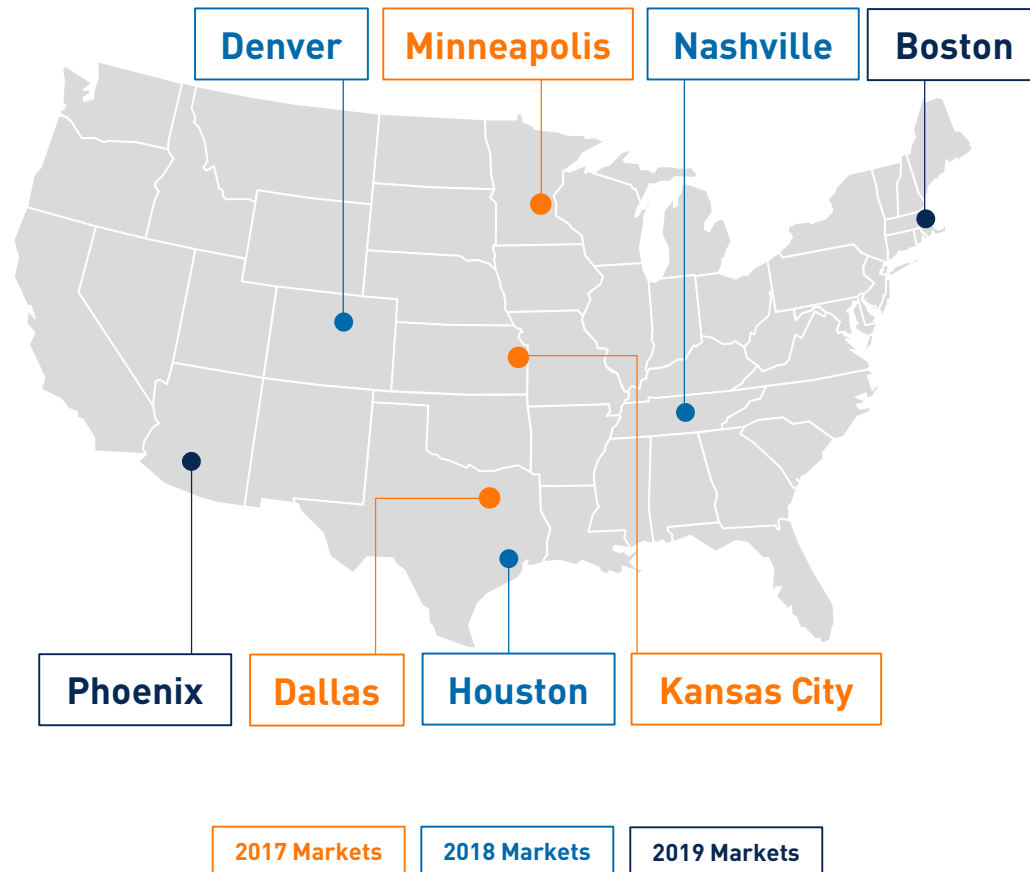 Denver
Minneapolis
Nashville
Boston
Phoenix
Dallas
Houston
Kansas City
2017 Markets
2018 Markets
2019 Markets